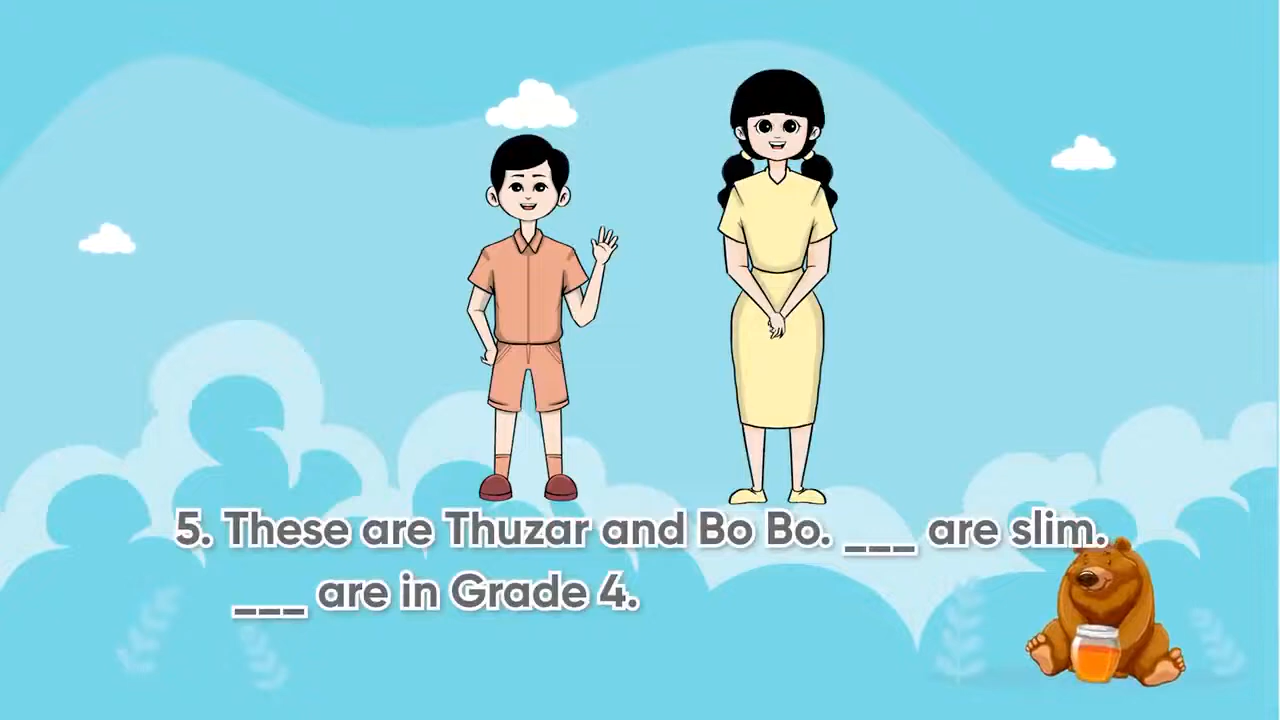 5. These are Thuzar and Bo Bo. ___ are slim.
___ are in Grade 4.